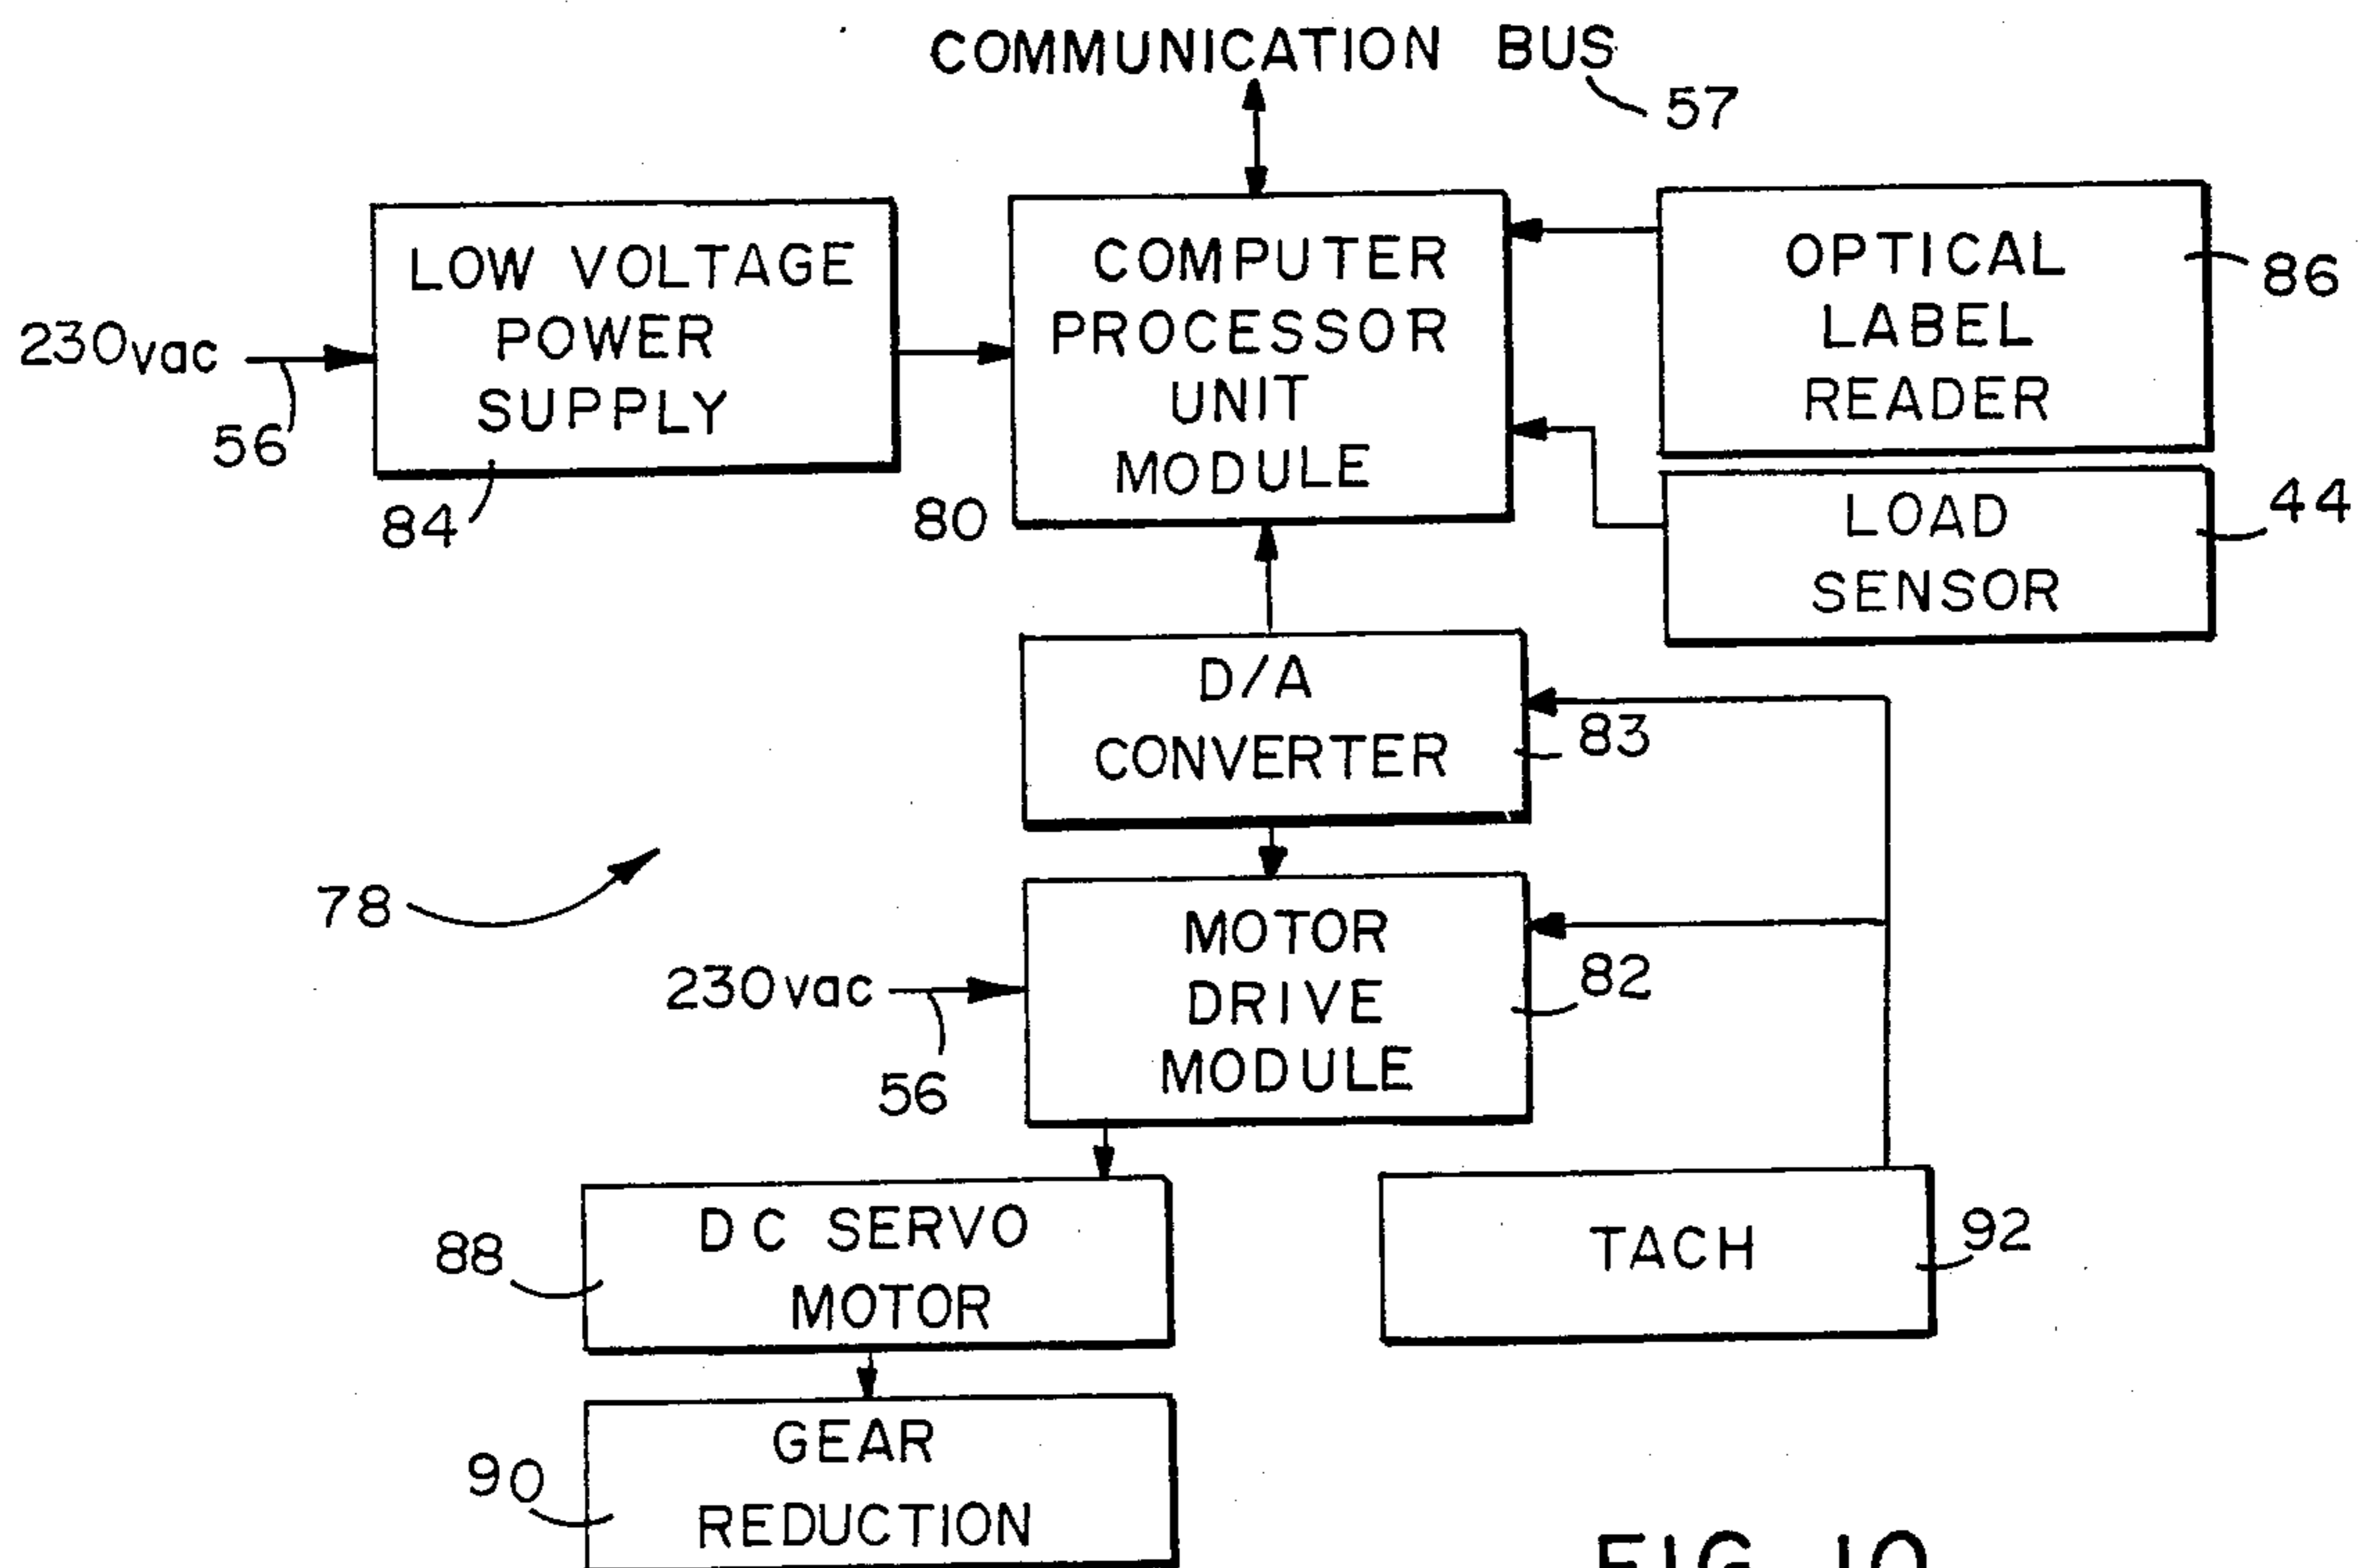 COMMUNICATION BUS
57
LOW VOLTAGE
POWER
SUPPLY
230vac
56
84
COMPUTER
PROCESSOR
UNIT
MODULE
80
OPTICAL
LABEL
READER
86
LOAD
SENSOR
44
D/A
CONVERTER
83
78
MOTOR
DRIVE
MODULE
82
230vac
56
DC SERVO
MOTOR
88
TACH
92
GEAR
REDUCTION
90
FIG 10